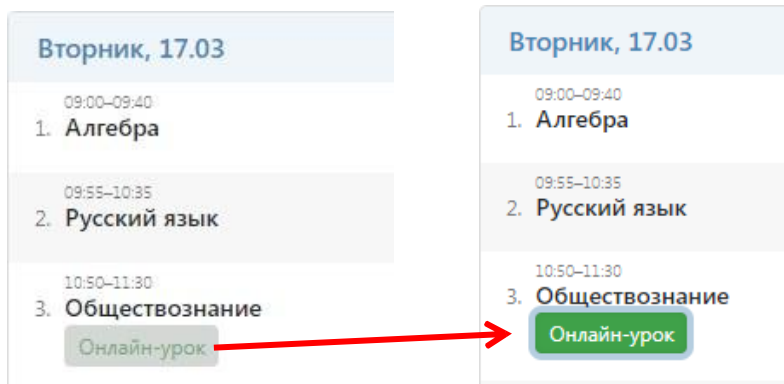 Вторник, 17.03
09:00–09:40
1. Алгебра
09:55–10:35
2. Русский язык
10:50–11:30
3. Обществознание
Онлайн-урок
Вторник, 17.03
09:00–09:40
1. Алгебра
09:55–10:35
2. Русский язык
10:50–11:30
3. Обществознание
Онлайн-урок